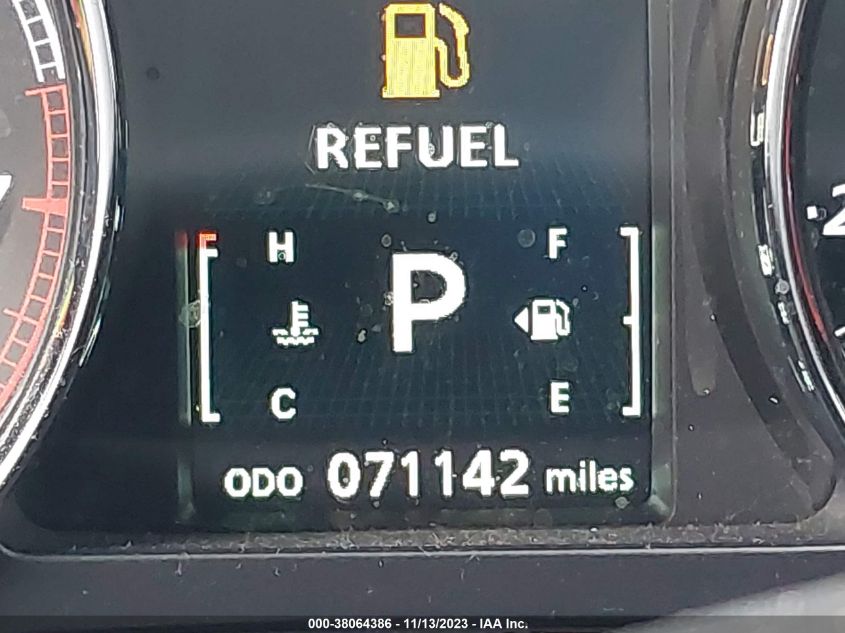 REFUEL
H P F
C E
ODO 071142 miles
000-38064386 - 11/13/2023 - IAA Inc.